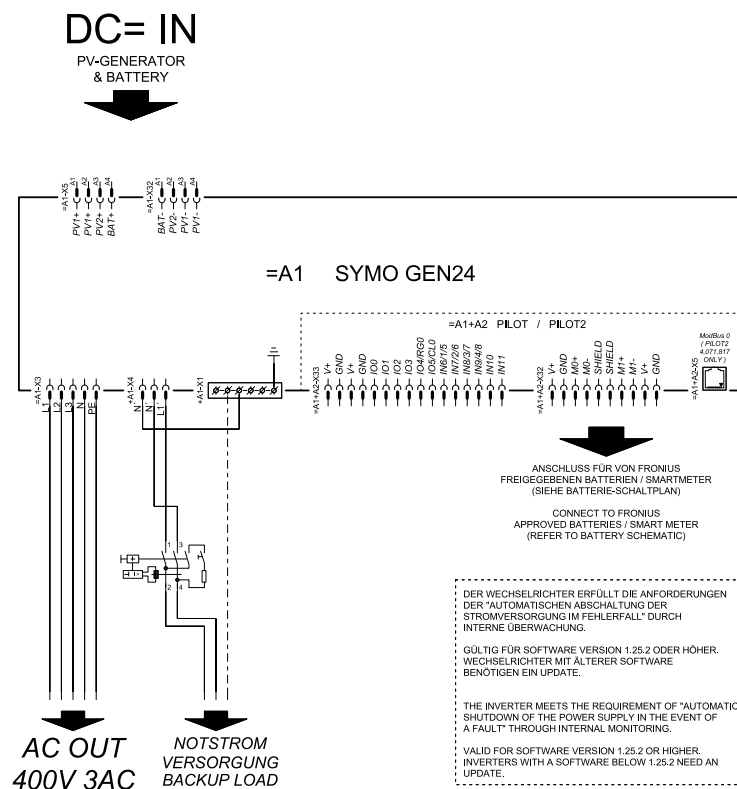 DC= IN
PV-GENERATOR
& BATTERY
=A1-X5
A1
A2
A3
A4
PV1+
PV1+
PV2+
BAT+
=A1-X32
A1
A2
A3
A4
BAT-
PV2-
PV1-
PV1-
=A1 SYMO GEN24
=A1+A2 PILOT / PILOT2
ModBus 0
( PILOT2
4,071,817
ONLY )
=A1-X3
L1
L2
L3
N
PE
+A1-X4
N´
N´
L1´
+A1-X1
=A1+A2-X33
V+
GND
V+
GND
IO0
IO1
IO2
IO3
IO4/RG0
IO5/CL0
IN6/1/5
IN7/2/6
IN8/3/7
IN9/4/8
IN10
IN11
=A1+A2-X32
V+
GND
M0+
M0-
SHIELD
SHIELD
M1+
M1-
V+
GND
=A1+A2-X5
ANSCHLUSS FÜR VON FRONIUS
FREIGEGEBENEN BATTERIEN / SMARTMETER
(SIEHE BATTERIE-SCHALTPLAN)
CONNECT TO FRONIUS
APPROVED BATTERIES / SMART METER
(REFER TO BATTERY SCHEMATIC)
1
3
2
4
DER WECHSELRICHTER ERFÜLLT DIE ANFORDERUNGEN
DER "AUTOMATISCHEN ABSCHALTUNG DER
STROMVERSORGUNG IM FEHLERFALL" DURCH
INTERNE ÜBERWACHUNG.
GÜLTIG FÜR SOFTWARE VERSION 1.25.2 ODER HÖHER.
WECHSELRICHTER MIT ÄLTERER SOFTWARE
BENÖTIGEN EIN UPDATE.
THE INVERTER MEETS THE REQUIREMENT OF "AUTOMATIC
SHUTDOWN OF THE POWER SUPPLY IN THE EVENT OF
A FAULT" THROUGH INTERNAL MONITORING.
VALID FOR SOFTWARE VERSION 1.25.2 OR HIGHER.
INVERTERS WITH A SOFTWARE BELOW 1.25.2 NEED AN
UPDATE.
AC OUT
400V 3AC
NOTSTROM
VERSORGUNG
BACKUP LOAD